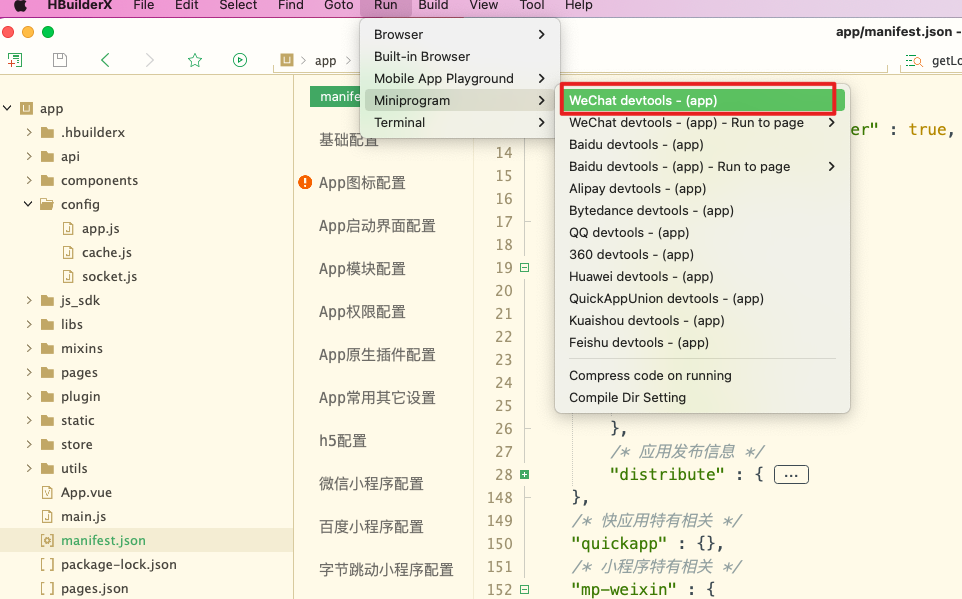 HBuilderX File Edit Select Find Goto Run Build View Tool Help
app/manifest.json -
app
Browser
Built-in Browser
Mobile App Playground
Miniprogram
Terminal
WeChat devtools - (app)
WeChat devtools - (app) - Run to page
Baidu devtools - (app)
Baidu devtools - (app) - Run to page
Alipay devtools - (app)
Bytedance devtools - (app)
QQ devtools - (app)
360 devtools - (app)
Huawei devtools - (app)
QuickAppUnion devtools - (app)
Kuaishou devtools - (app)
Feishu devtools - (app)
Compress code on running
Compile Dir Setting
app
.hbuilderx
api
components
config
app.js
cache.js
socket.js
js_sdk
libs
mixins
pages
plugin
static
store
utils
App.vue
main.js
manifest.json
package-lock.json
pages.json
基础配置
App图标配置
App启动界面配置
App模块配置
App权限配置
App原生插件配置
App常用其它设置
h5配置
微信小程序配置
百度小程序配置
字节跳动小程序配置
er" : true,
14
15
16
17
18
19
20
21
22
23
24
25
26 },
27 /* 应用发布信息 */
28 "distribute" : { ...
148 },
149 /* 快应用特有相关 */
150 "quickapp" : {},
151 /* 小程序特有相关 */
152 "mp-weixin" : {